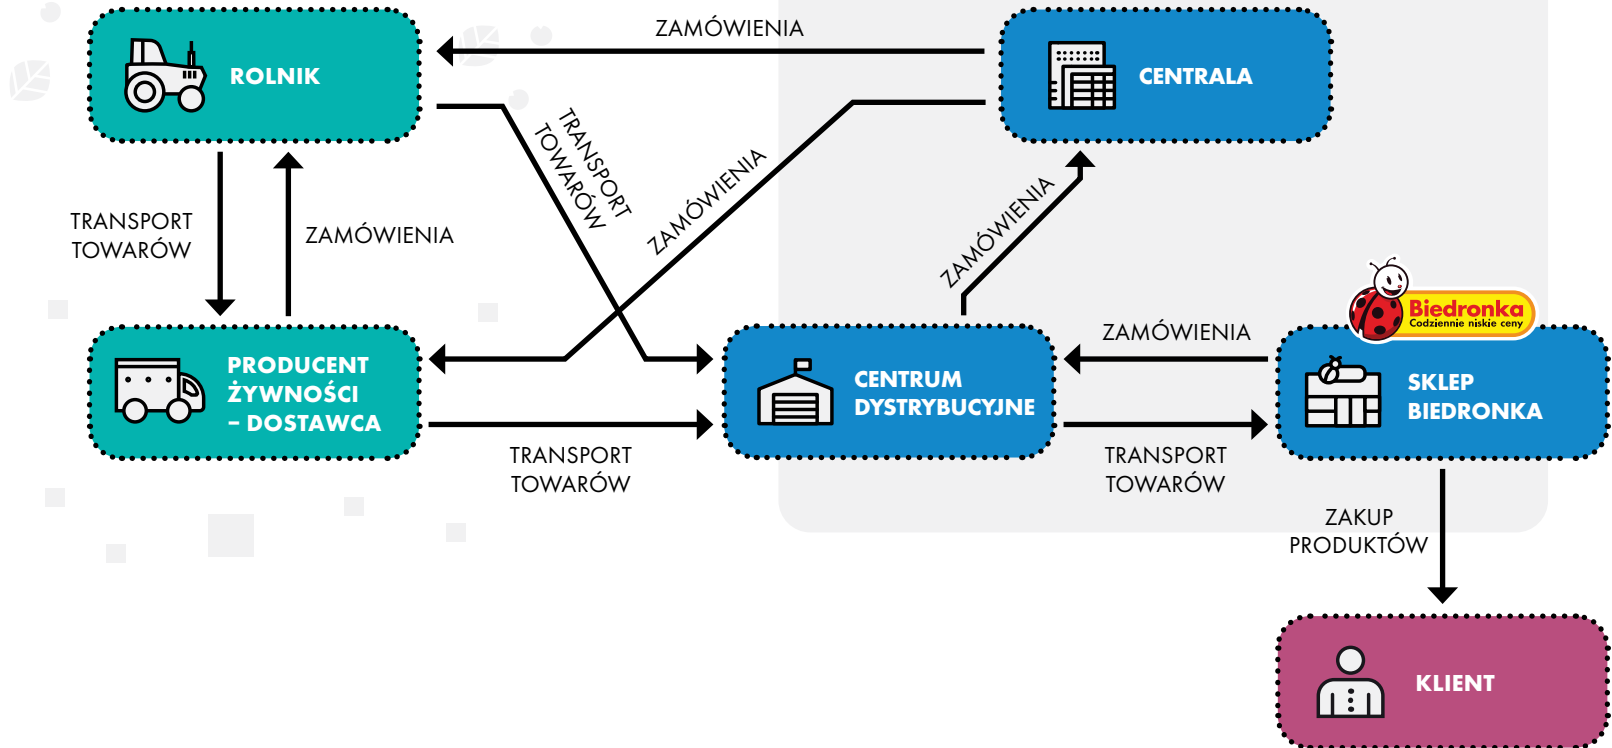 ZAMÓWIENIA
ROLNIK
CENTRALA
TRANSPORT
TOWARÓW
ZAMÓWIENIA
ZAMÓWIENIA
TRANSPORT
TOWARÓW
ZAMÓWIENIA
Biedronka
Codziennie niskie ceny
ZAMÓWIENIA
PRODUCENT
ŻYWNOŚCI
– DOSTAWCA
CENTRUM
DYSTRYBUCYJNE
SKLEP
BIEDRONKA
TRANSPORT
TOWARÓW
TRANSPORT
TOWARÓW
ZAKUP
PRODUKTÓW
KLIENT